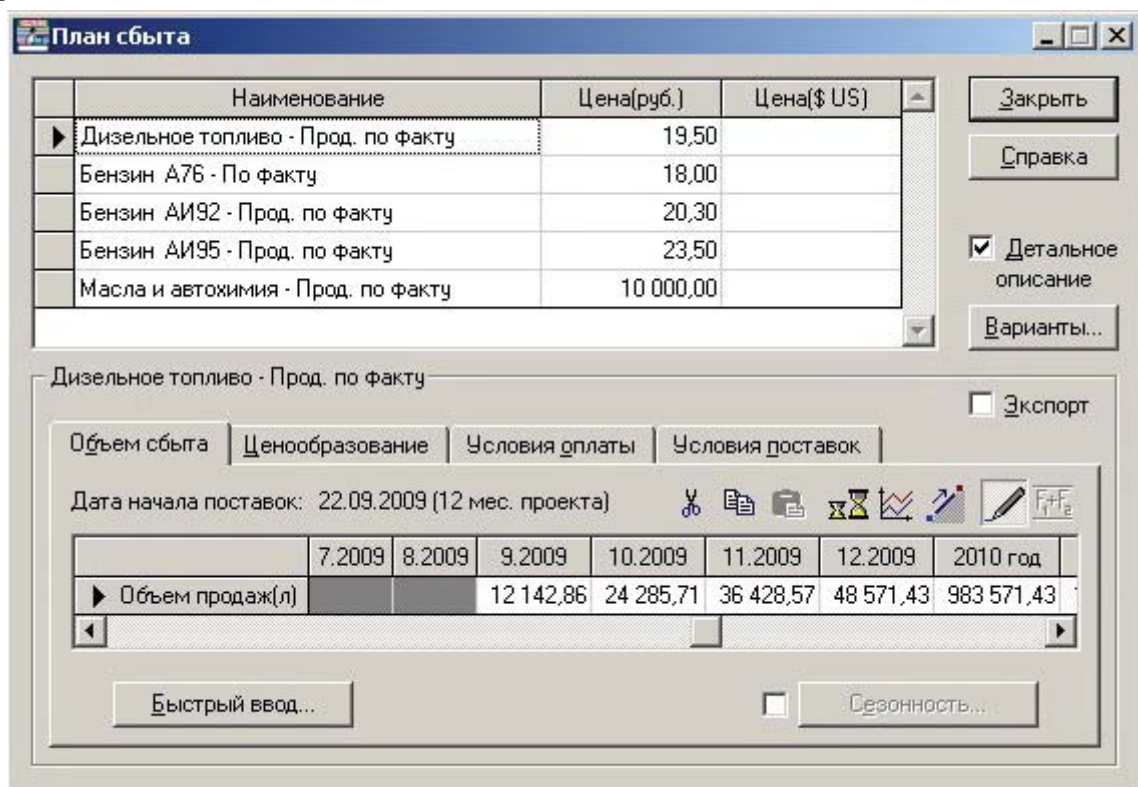 План сбыта
Наименование Цена(руб.) Цена($ US)
Дизельное топливо - Прод. по факту 19,50
Бензин А76 - По факту 18,00
Бензин АИ92 - Прод. по факту 20,30
Бензин АИ95 - Прод. по факту 23,50
Масла и автохимия - Прод. по факту 10 000,00
Закрыть
Справка
Детальное
описание
Варианты...
Дизельное топливо - Прод. по факту
Экспорт
Объем сбыта Ценообразование Условия оплаты Условия поставок
Дата начала поставок: 22.09.2009 (12 мес. проекта)
F1+F2
7.2009 8.2009 9.2009 10.2009 11.2009 12.2009 2010 год
Объем продаж(л) 12 142,86 24 285,71 36 428,57 48 571,43 983 571,43
Быстрый ввод... Сезонность...